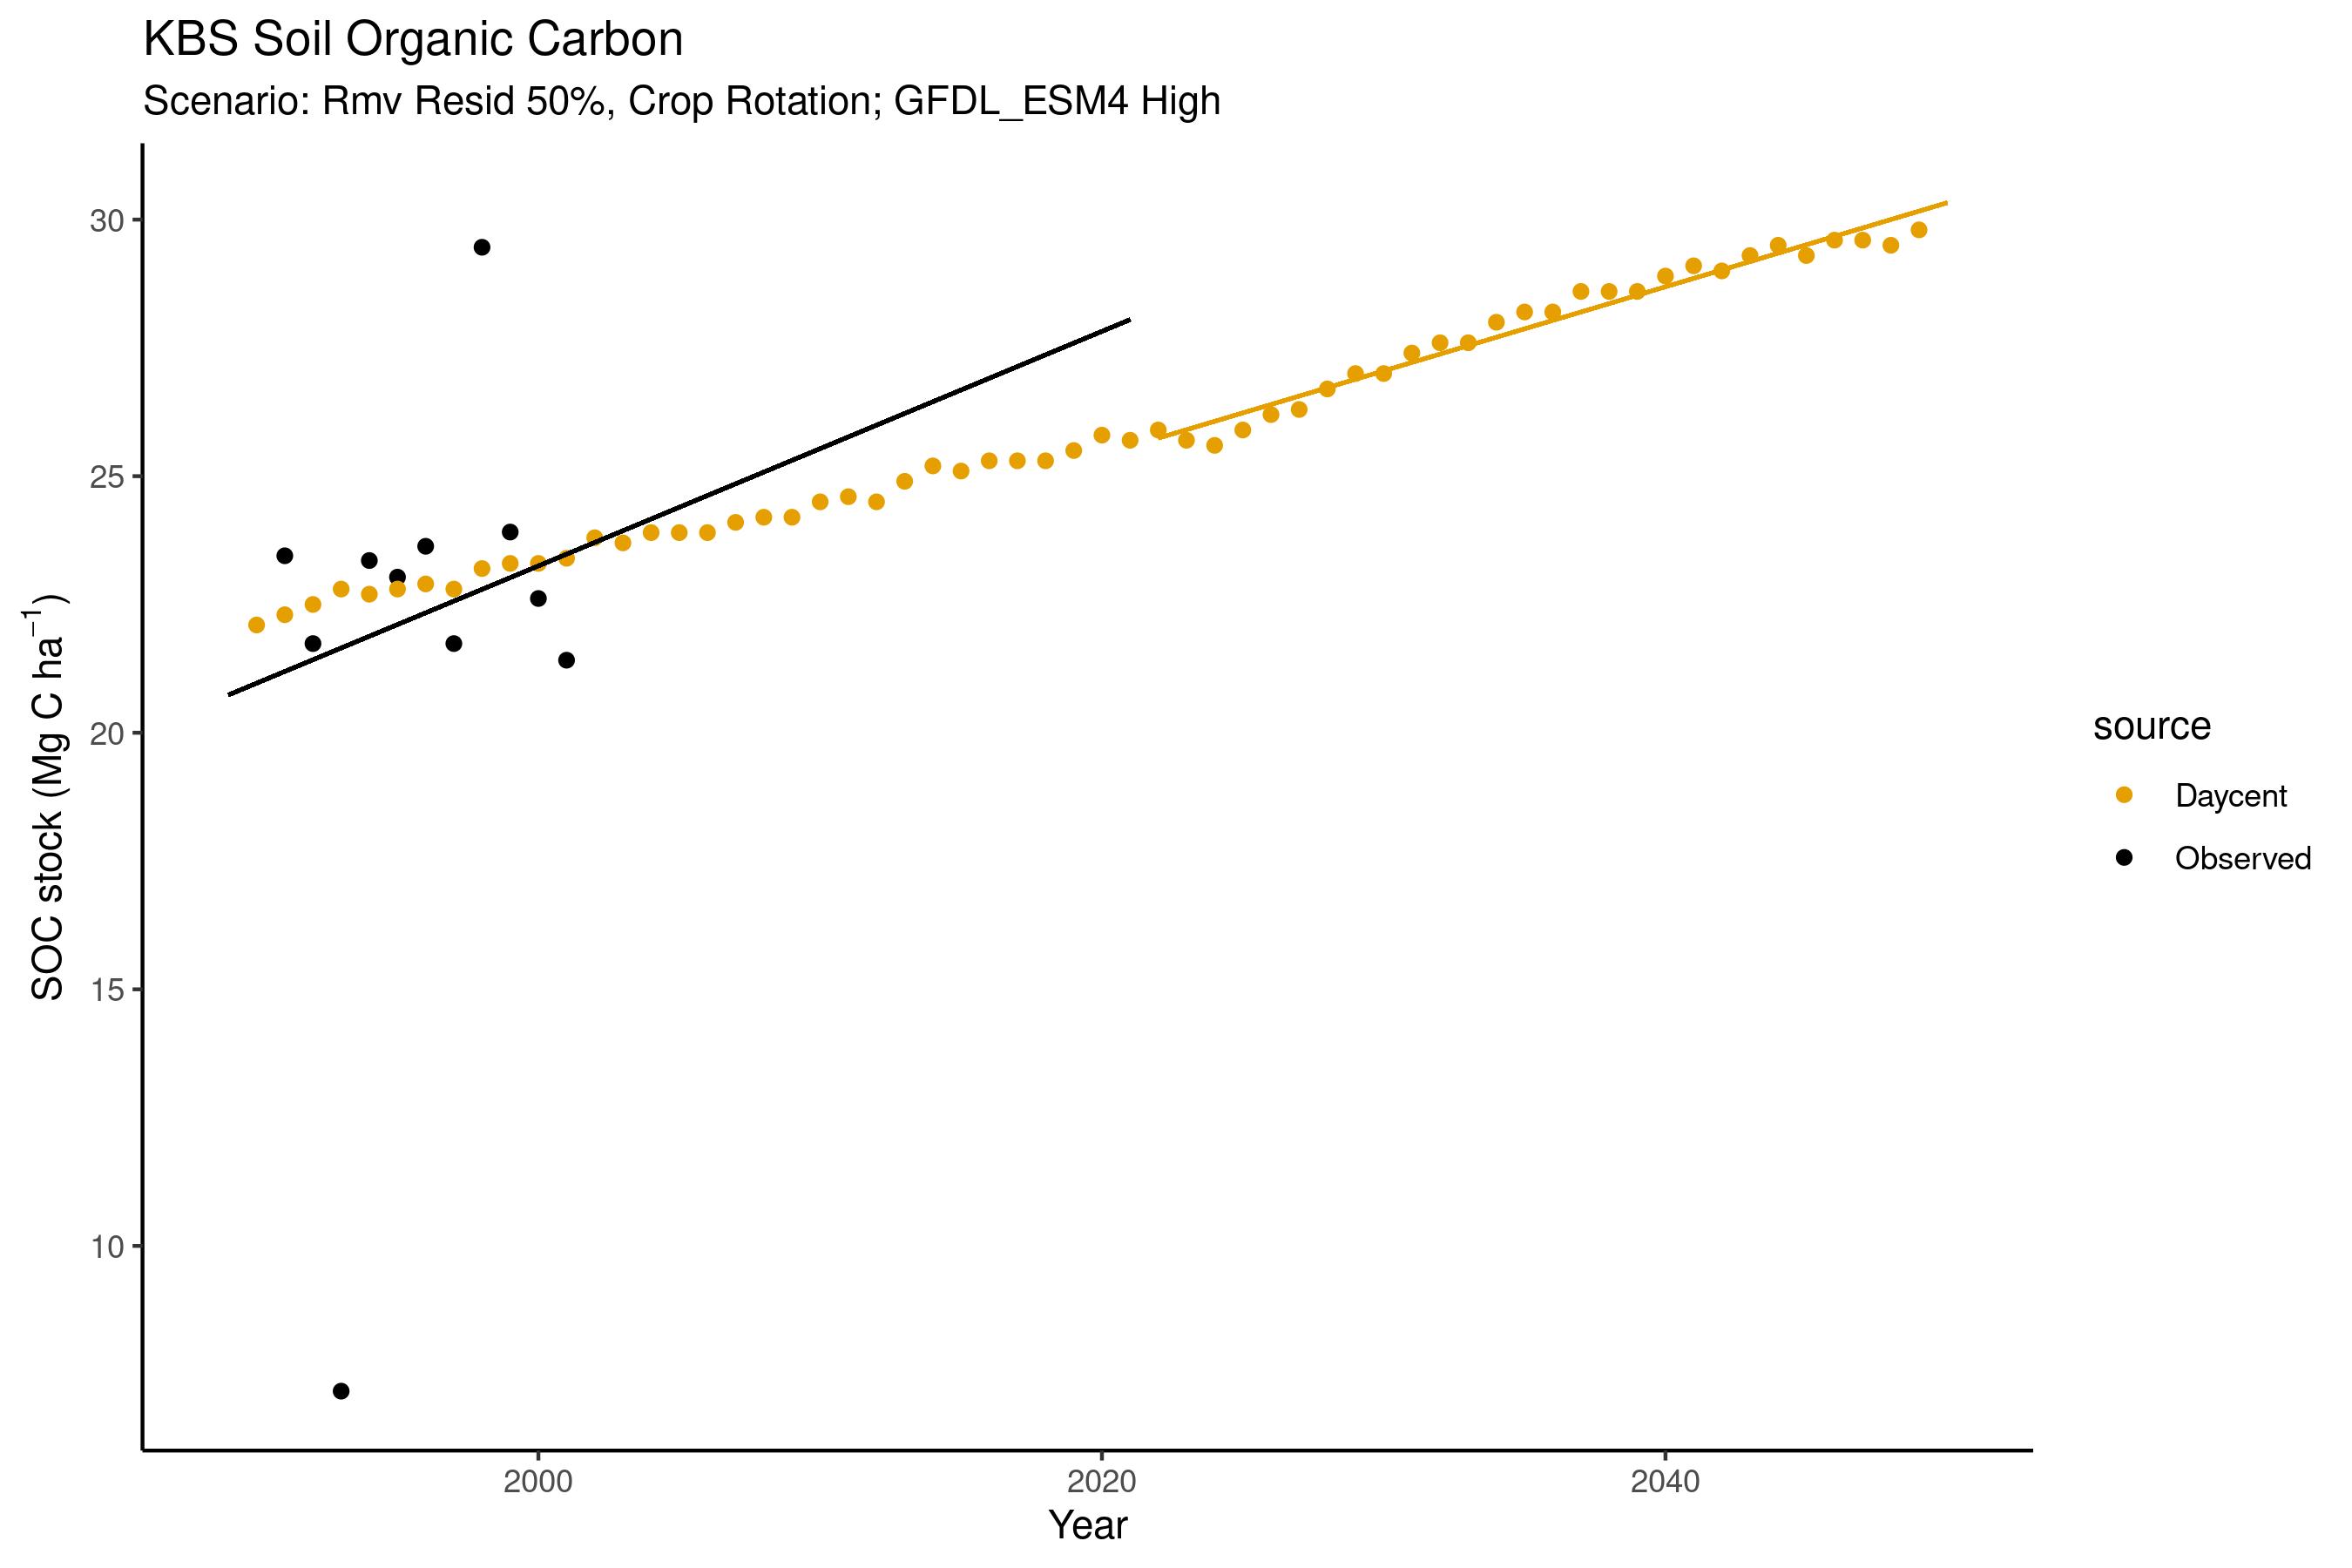 KBS Soil Organic Carbon
Scenario: Rmv Resid 50%, Crop Rotation; GFDL_ESM4 High
SOC stock (Mg C ha⁻¹)
30
25
20
15
10
2000
2020
2040
Year
source
Daycent
Observed